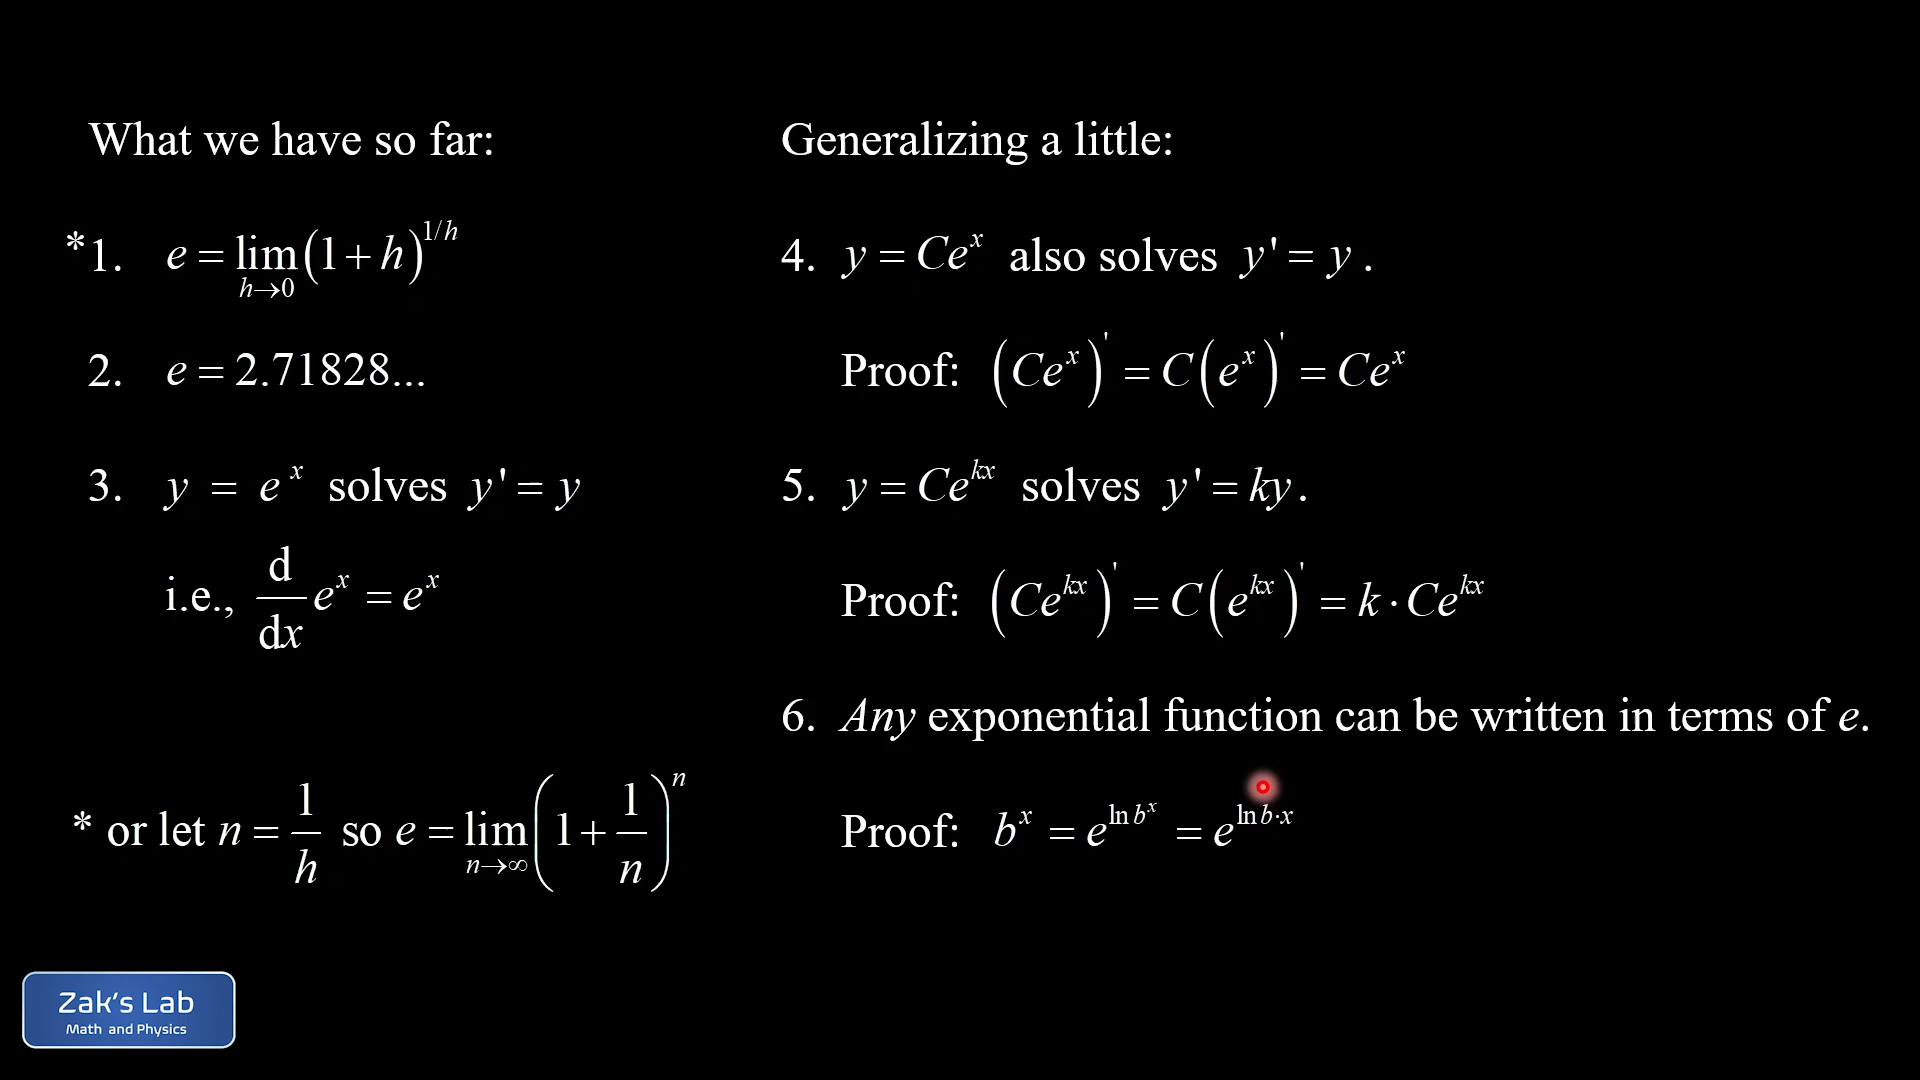 What we have so far:
*1. e = lim_{h→0} (1 + h)^{1/h}
2. e = 2.71828...
3. y = e^x solves y' = y
i.e., d/dx e^x = e^x
* or let n = 1/h so e = lim_{n→∞} (1 + 1/n)^n
Generalizing a little:
4. y = Ce^x also solves y' = y .
Proof: (Ce^x)' = C(e^x)' = Ce^x
5. y = Ce^{kx} solves y' = ky.
Proof: (Ce^{kx})' = C(e^{kx})' = k · Ce^{kx}
6. Any exponential function can be written in terms of e.
Proof: b^x = e^{ln b^x} = e^{ln b·x}
Zak's Lab
Math and Physics